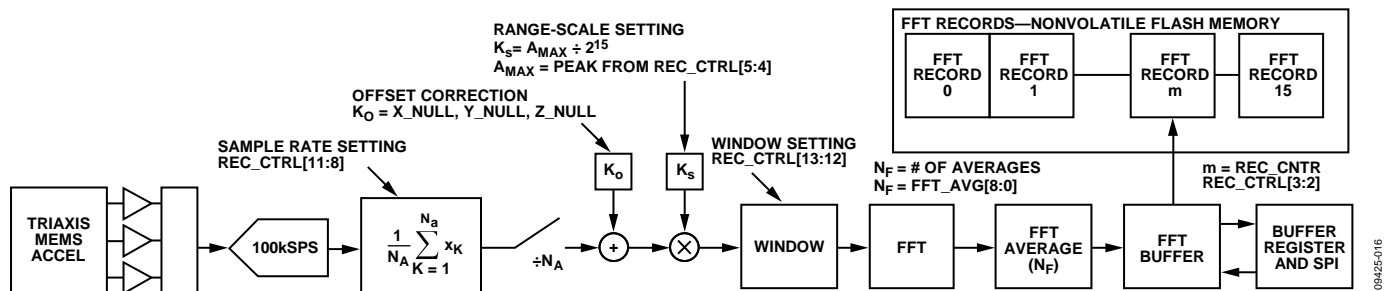 RANGE-SCALE SETTING
Ks= AMAX ÷ 2^15
AMAX = PEAK FROM REC_CTRL[5:4]
OFFSET CORRECTION
KO = X_NULL, Y_NULL, Z_NULL
SAMPLE RATE SETTING
REC_CTRL[11:8]
WINDOW SETTING
REC_CTRL[13:12]
FFT RECORDS—NONVOLATILE FLASH MEMORY
FFT
RECORD
0
FFT
RECORD
1
FFT
RECORD
m
FFT
RECORD
15
NF = # OF AVERAGES
NF = FFT_AVG[8:0]
m = REC_CNTR
REC_CTRL[3:2]
Ko
Ks
TRIAXIS
MEMS
ACCEL
100kSPS
Na
1
NA
∑ xK
K = 1
÷NA
+
×
WINDOW
FFT
FFT
AVERAGE
(NF)
FFT
BUFFER
BUFFER
REGISTER
AND SPI
09425-016